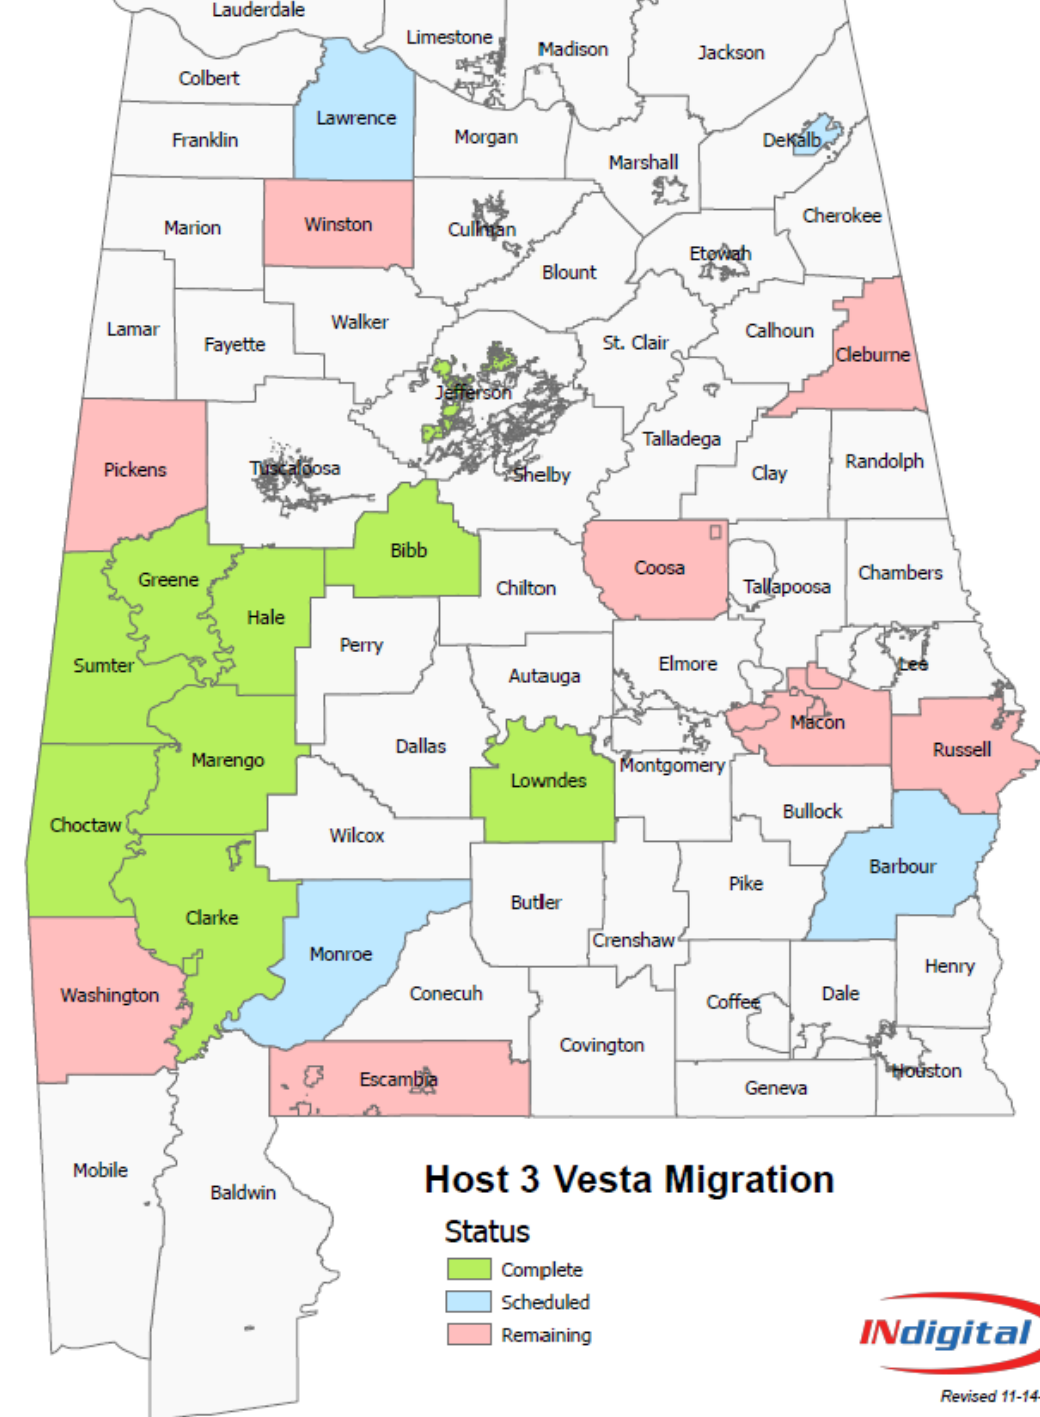 Lauderdale
Limestone
Madison
Jackson
Colbert
Lawrence
Franklin
Morgan
DeKalb
Marshall
Marion
Winston
Cullman
Cherokee
Etowah
Blount
Lamar
Fayette
Walker
St. Clair
Calhoun
Cleburne
Jefferson
Pickens
Tuscaloosa
Shelby
Talladega
Clay
Randolph
Bibb
Greene
Hale
Chilton
Coosa
Tallapoosa
Chambers
Sumter
Perry
Autauga
Elmore
Lee
Marengo
Dallas
Lowndes
Montgomery
Macon
Russell
Choctaw
Wilcox
Bullock
Barbour
Clarke
Butler
Pike
Crenshaw
Monroe
Washington
Conecuh
Coffee
Dale
Henry
Covington
Escambia
Geneva
Houston
Mobile
Baldwin
Host 3 Vesta Migration
Status
Complete
Scheduled
Remaining
INdigital
Revised 11-14-